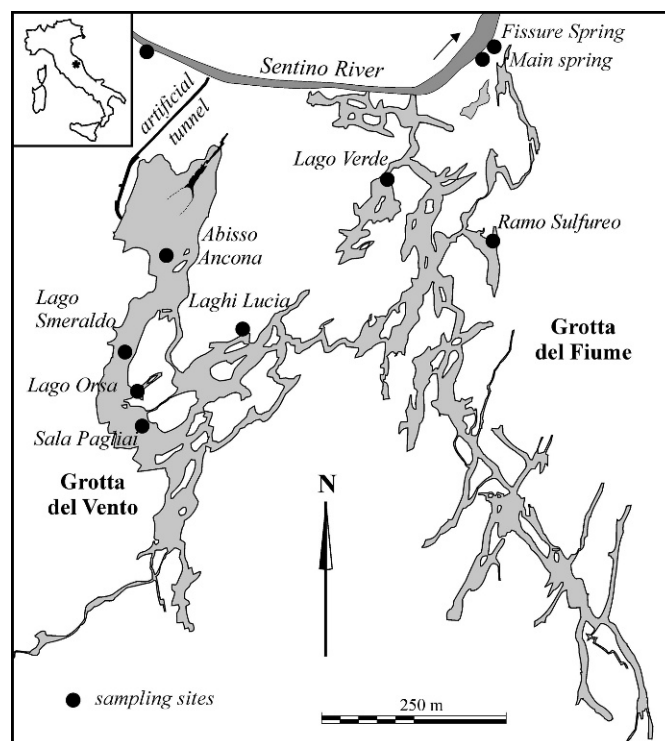 Fissure Spring
Main spring
Sentino River
artificial
tunnel
Lago Verde
Ramo Sulfureo
Abisso
Ancona
Lago
Smeraldo
Laghi Lucia
Grotta
del Fiume
Lago Orsa
Sala Pagliai
Grotta
del Vento
N
sampling sites
250 m